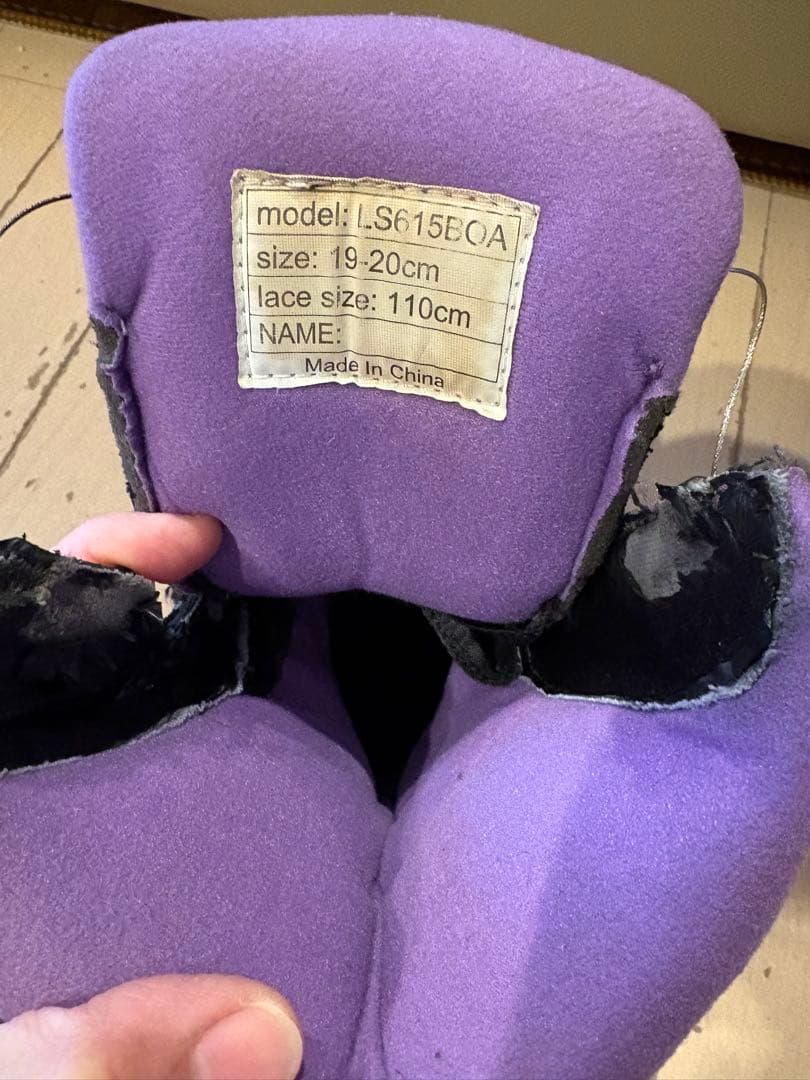 model: LS615BOA
size: 19-20cm
lace size: 110cm
NAME:
Made In China